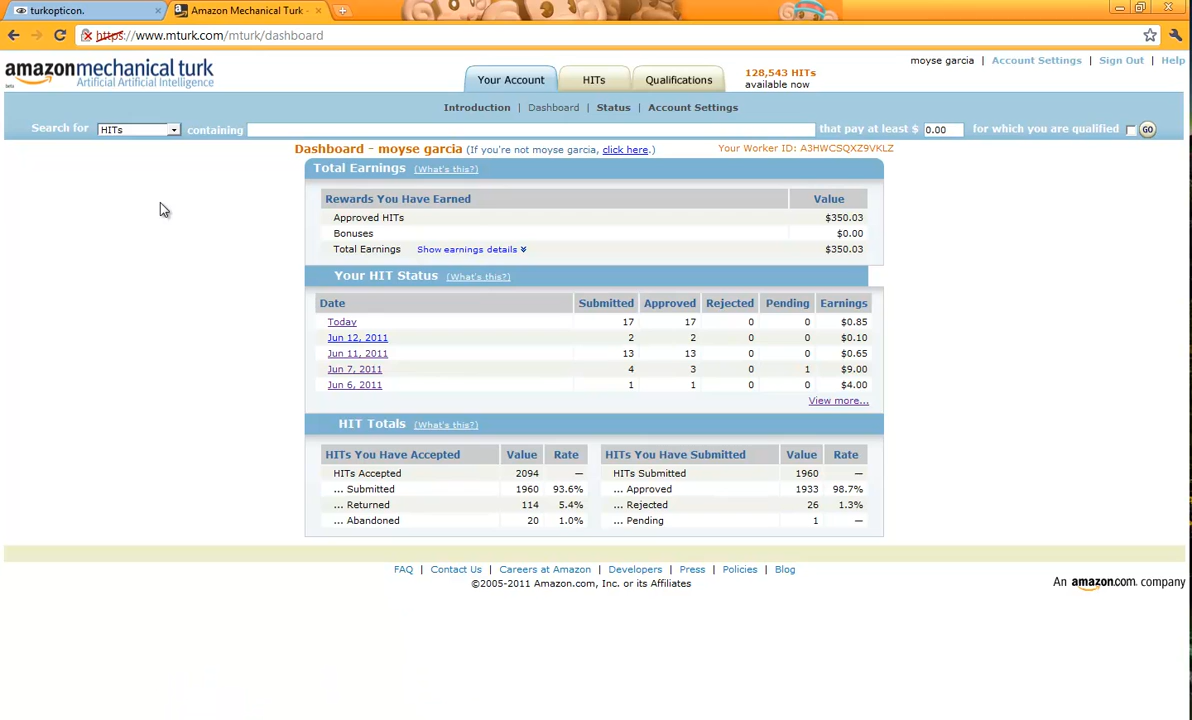 turkopticon.
Amazon Mechanical Turk -
https://www.mturk.com/mturk/dashboard
moyse garcia | Account Settings | Sign Out | Help
amazonmechanical turk
beta Artificial Artificial Intelligence
Your Account HITs Qualifications
128,543 HITs
available now
Introduction | Dashboard | Status | Account Settings
Search for HITs containing that pay at least $ 0.00 for which you are qualified GO
Dashboard - moyse garcia (If you're not moyse garcia, click here.) Your Worker ID: A3HWCSQXZ9VKLZ
Total Earnings (What's this?)
Rewards You Have Earned Value
Approved HITs $350.03
Bonuses $0.00
Total Earnings Show earnings details $350.03
Your HIT Status (What's this?)
Date Submitted Approved Rejected Pending Earnings
Today 17 17 0 0 $0.85
Jun 12, 2011 2 2 0 0 $0.10
Jun 11, 2011 13 13 0 0 $0.65
Jun 7, 2011 4 3 0 1 $9.00
Jun 6, 2011 1 1 0 0 $4.00
View more...
HIT Totals (What's this?)
HITs You Have Accepted Value Rate HITs You Have Submitted Value Rate
HITs Accepted 2094 — HITs Submitted 1960 —
... Submitted 1960 93.6% ... Approved 1933 98.7%
... Returned 114 5.4% ... Rejected 26 1.3%
... Abandoned 20 1.0% ... Pending 1 —
FAQ | Contact Us | Careers at Amazon | Developers | Press | Policies | Blog
©2005-2011 Amazon.com, Inc. or its Affiliates
An amazon.com. company